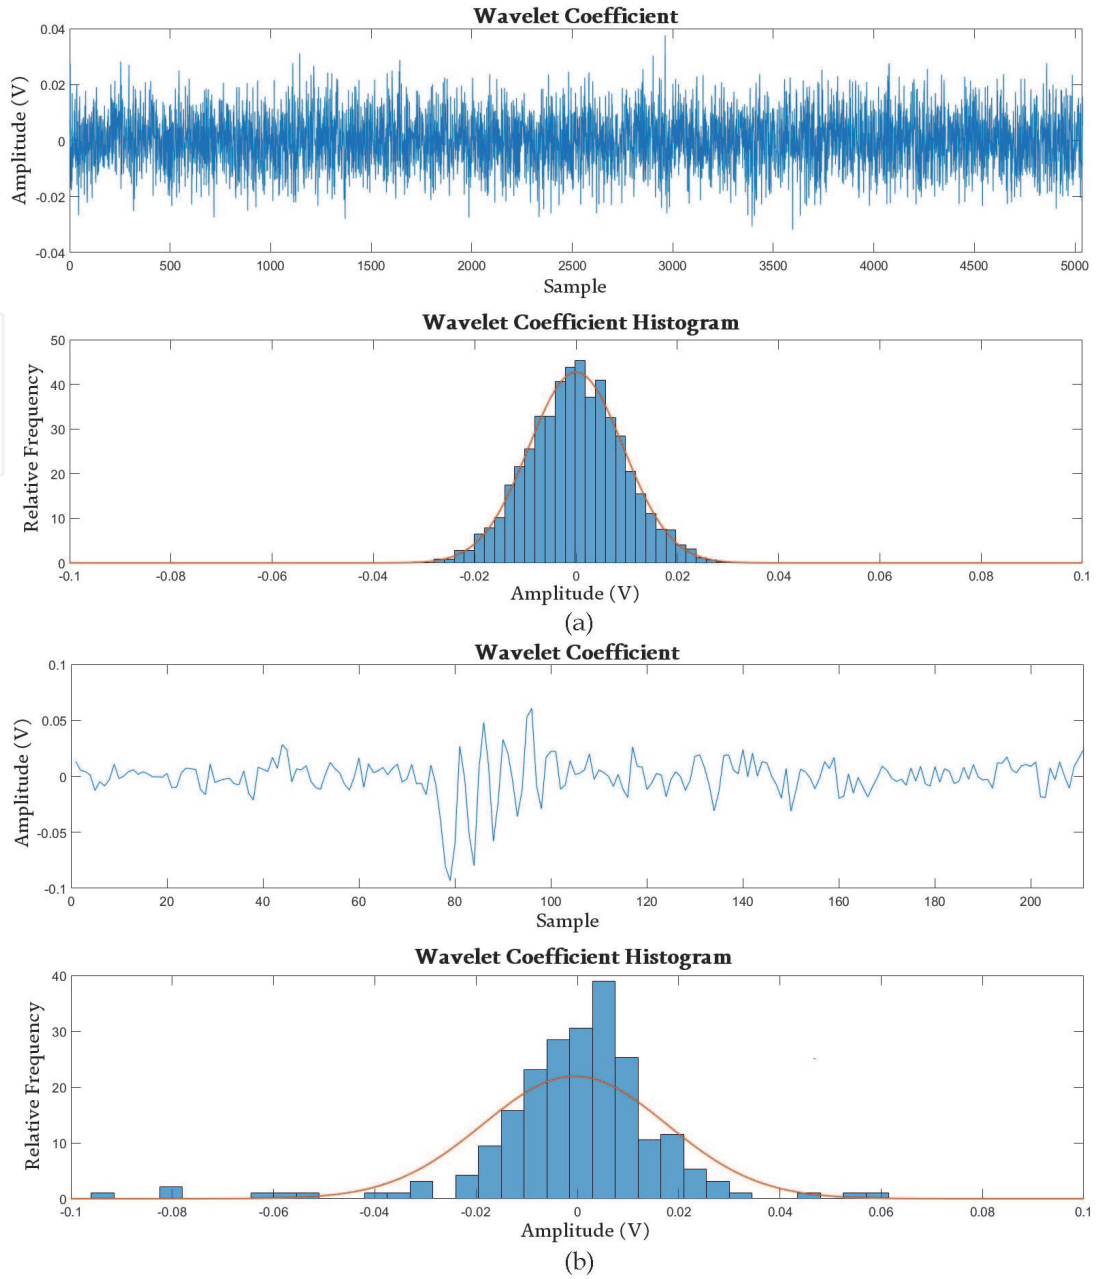 Wavelet Coefficient
0.04
0.02
0
-0.02
-0.04
Amplitude (V)
0 500 1000 1500 2000 2500 3000 3500 4000 4500 5000
Sample
Wavelet Coefficient Histogram
50
40
30
20
10
0
Relative Frequency
-0.1 -0.08 -0.06 -0.04 -0.02 0 0.02 0.04 0.06 0.08 0.1
Amplitude (V)
(a)
Wavelet Coefficient
0.1
0.05
0
-0.05
-0.1
Amplitude (V)
0 20 40 60 80 100 120 140 160 180 200
Sample
Wavelet Coefficient Histogram
40
30
20
10
0
Relative Frequency
-0.1 -0.08 -0.06 -0.04 -0.02 0 0.02 0.04 0.06 0.08 0.1
Amplitude (V)
(b)